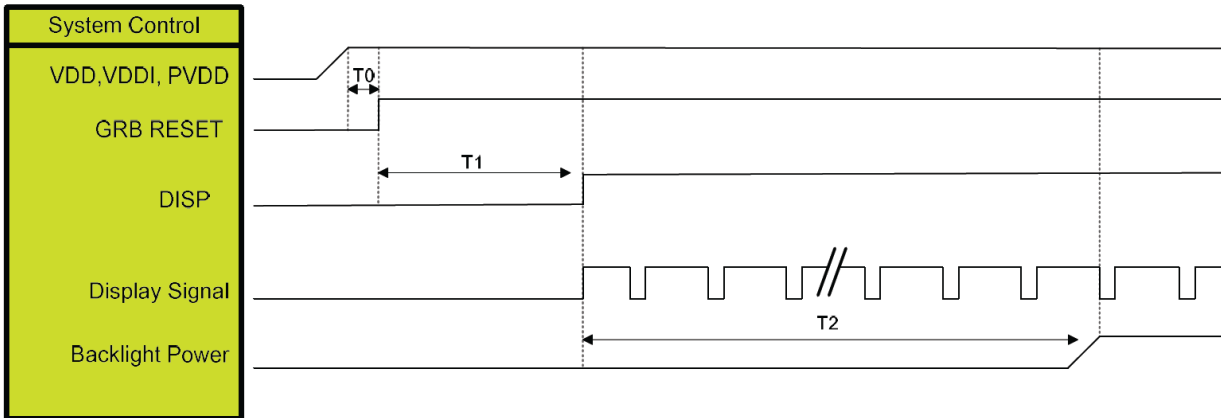 System Control
VDD,VDDI, PVDD
T0
GRB RESET
T1
DISP
Display Signal
T2
Backlight Power